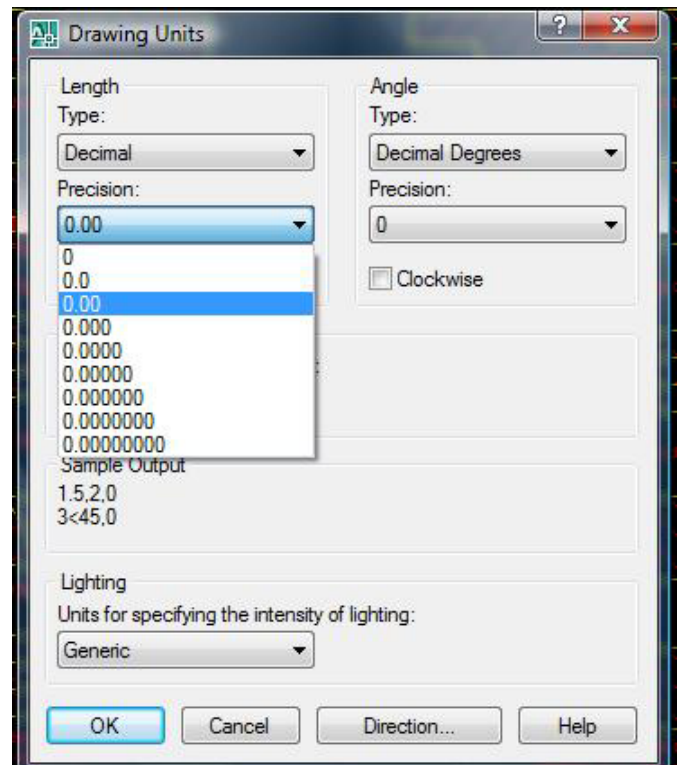 Drawing Units
Length
Type:
Decimal
Precision:
0.00
0
0.0
0.00
0.000
0.0000
0.00000
0.000000
0.0000000
0.00000000
Angle
Type:
Decimal Degrees
Precision:
0
Clockwise
:
Sample Output
1.5,2,0
3<45,0
Lighting
Units for specifying the intensity of lighting:
Generic
OK Cancel Direction... Help